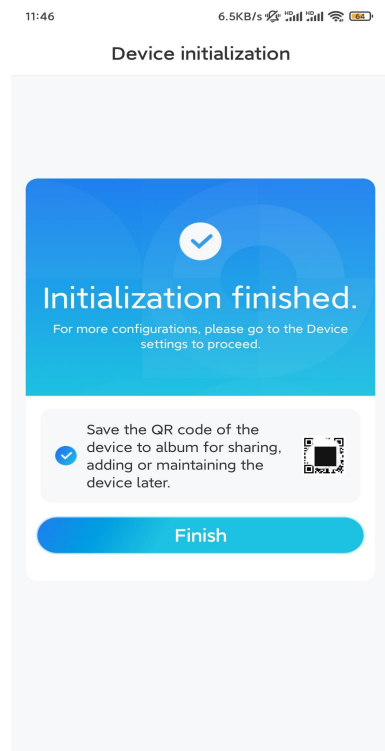 11:46
6.5KB/s HD HD 64
Device initialization
Initialization finished.
For more configurations, please go to the Device
settings to proceed.
Save the QR code of the
device to album for sharing,
adding or maintaining the
device later.
Finish